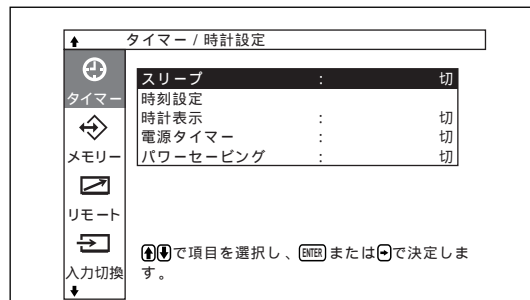 タイマー / 時計設定
タイマー
メモリー
リモート
入力切換
スリープ : 切
時刻設定
時計表示 : 切
電源タイマー : 切
パワーセービング : 切
で項目を選択し、ENTERまたはで決定しま
す。